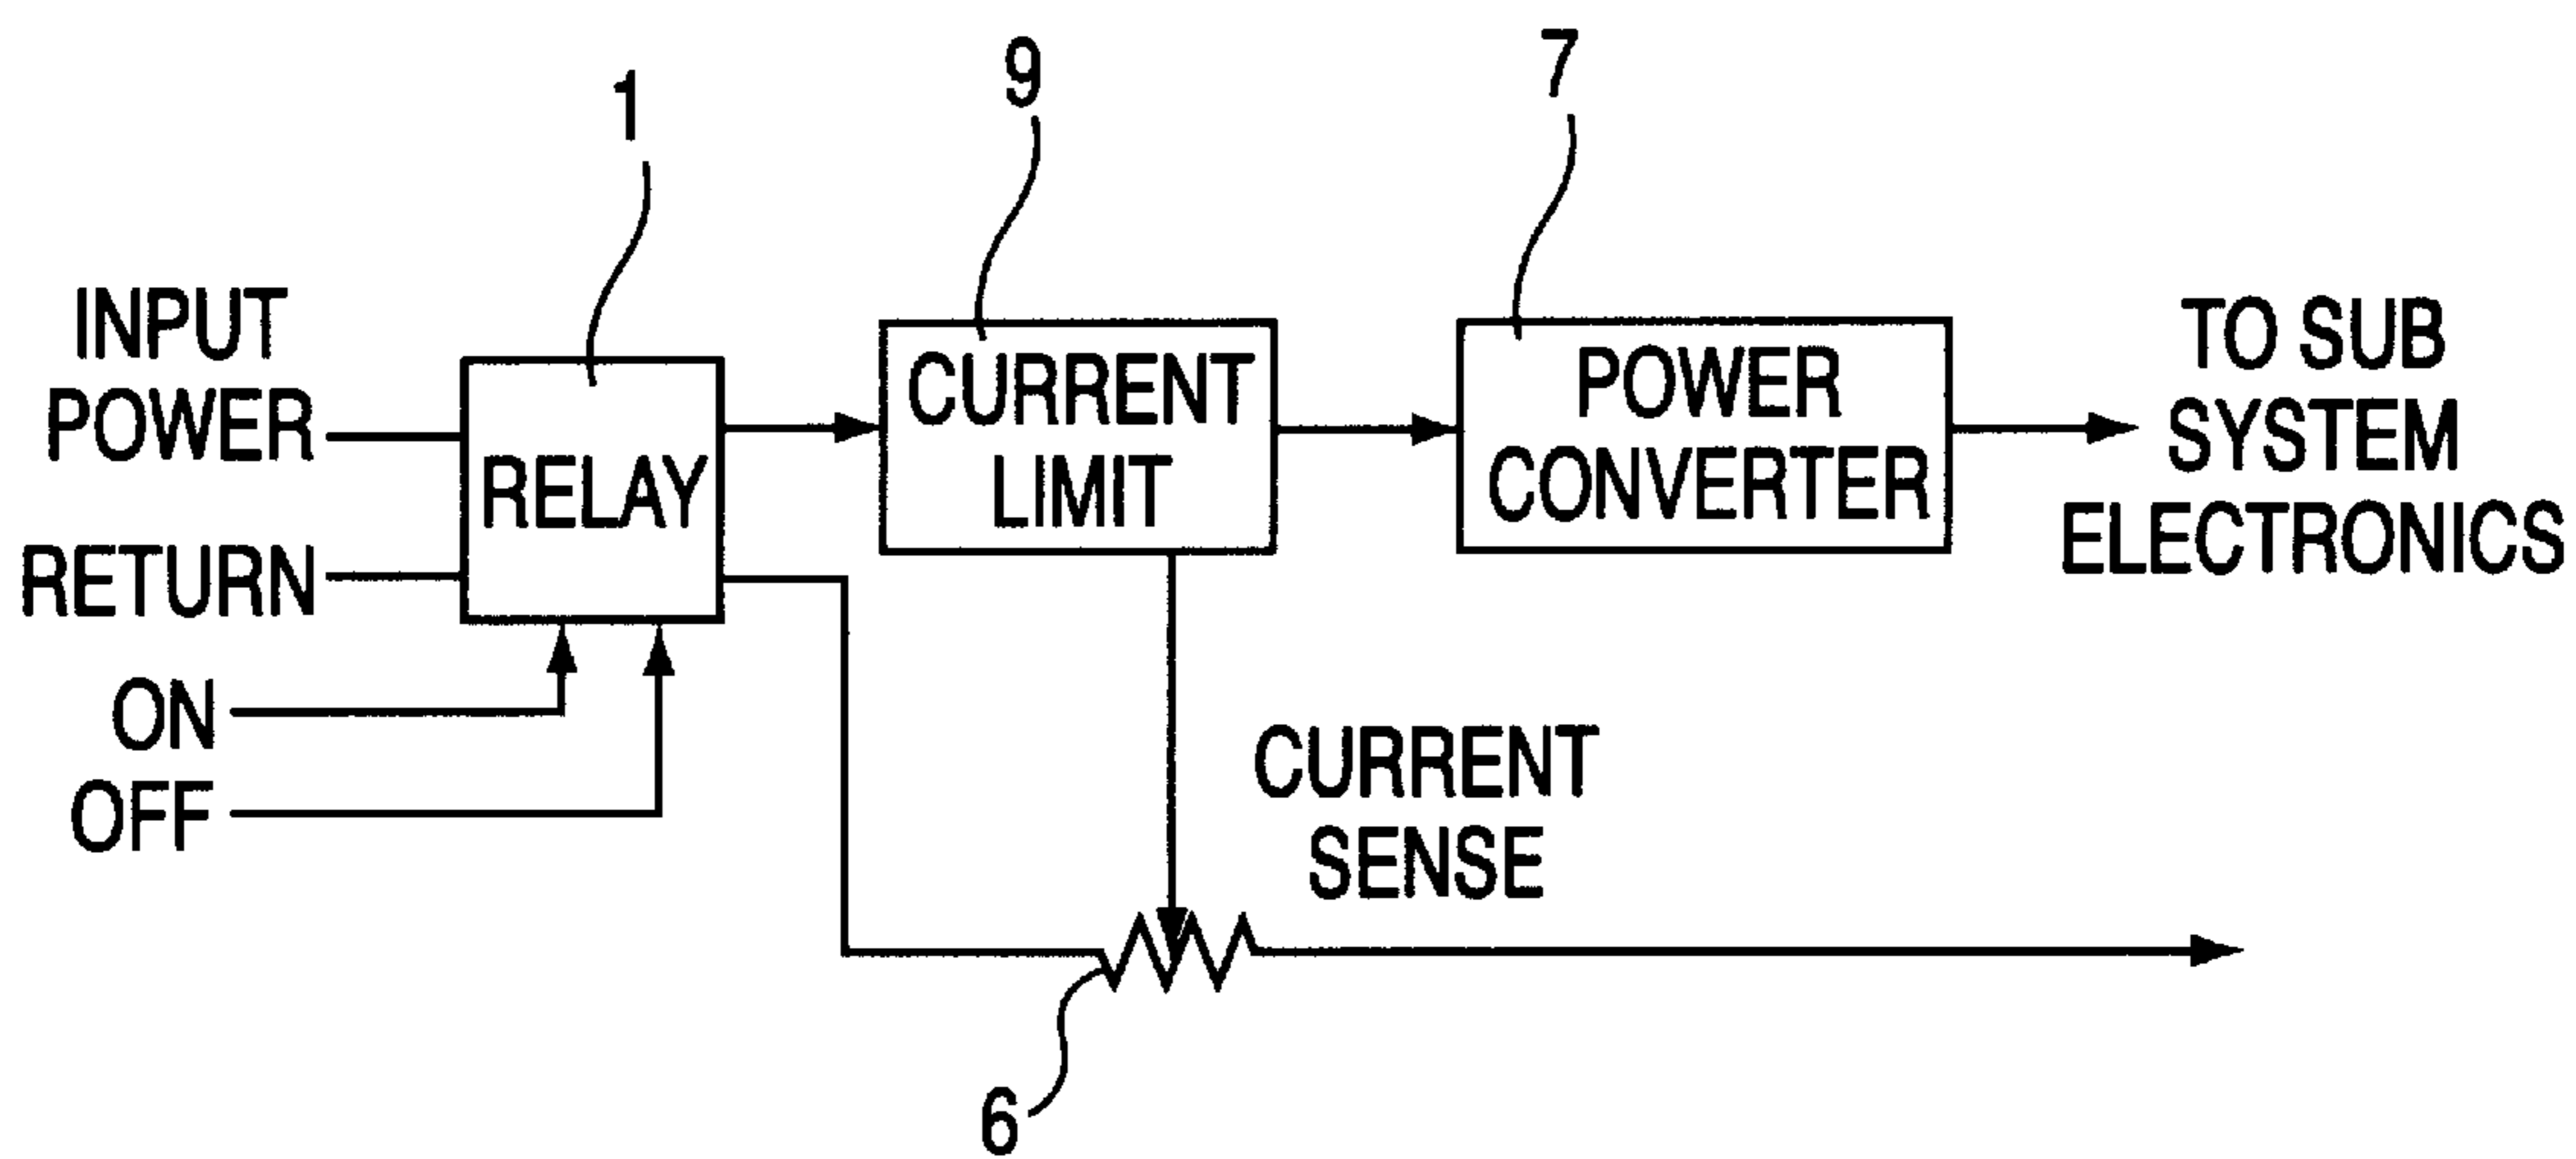 1
9
7
INPUT
POWER
RETURN
ON
OFF
RELAY
CURRENT
LIMIT
POWER
CONVERTER
TO SUB
SYSTEM
ELECTRONICS
CURRENT
SENSE
6